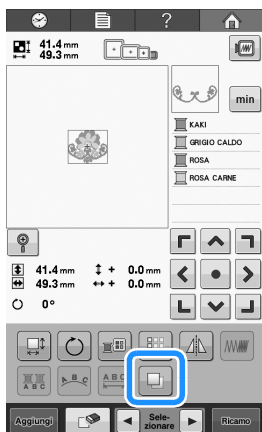 ?
41.4 mm
49.3 mm
min
KAKI
GRIGIO CALDO
ROSA
ROSA CARNE
41.4 mm + 0.0 mm
49.3 mm + 0.0 mm
0°
A B C
A B C
A B C
Aggiungi
Sele-
zionare
Ricamo